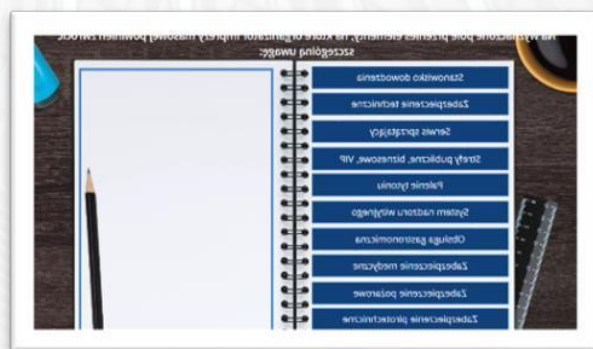 Na wyznaczone pole przenieś elementy, na które organizator imprezy masowej powinien zwrócić
szczególną uwagę:
Stanowisko dowodzenia
Zabezpieczenie techniczne
Serwis sprzątający
Strefy publiczne, biznesowe, VIP
Palenie tytoniu
System nadzoru wizyjnego
Obsługa gastronomiczna
Zabezpieczenie medyczne
Zabezpieczenie pożarowe
Zabezpieczenie pirotechniczne